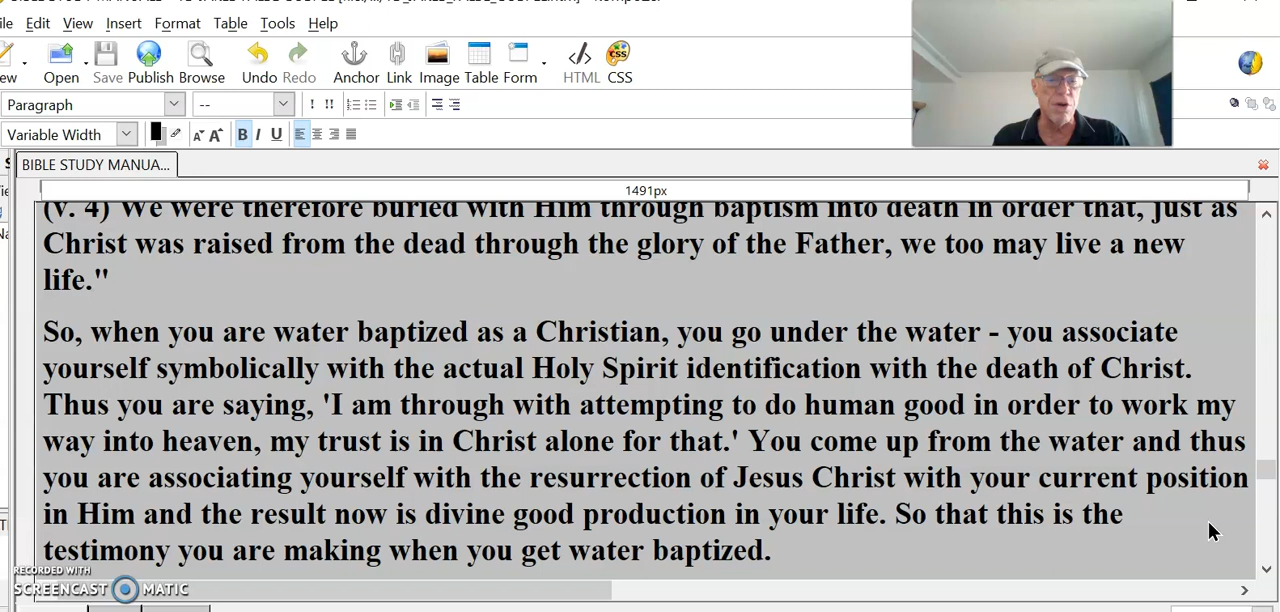 File Edit View Insert Format Table Tools Help
Open Save Publish Browse Undo Redo Anchor Link Image Table Form HTML CSS
Paragraph --
Variable Width B I U
BIBLE STUDY MANUA...
1491px
(v. 4) We were therefore buried with Him through baptism into death in order that, just as
Christ was raised from the dead through the glory of the Father, we too may live a new
life."
So, when you are water baptized as a Christian, you go under the water - you associate
yourself symbolically with the actual Holy Spirit identification with the death of Christ.
Thus you are saying, 'I am through with attempting to do human good in order to work my
way into heaven, my trust is in Christ alone for that.' You come up from the water and thus
you are associating yourself with the resurrection of Jesus Christ with your current position
in Him and the result now is divine good production in your life. So that this is the
testimony you are making when you get water baptized.
RECORDED WITH
SCREENCAST MATIC